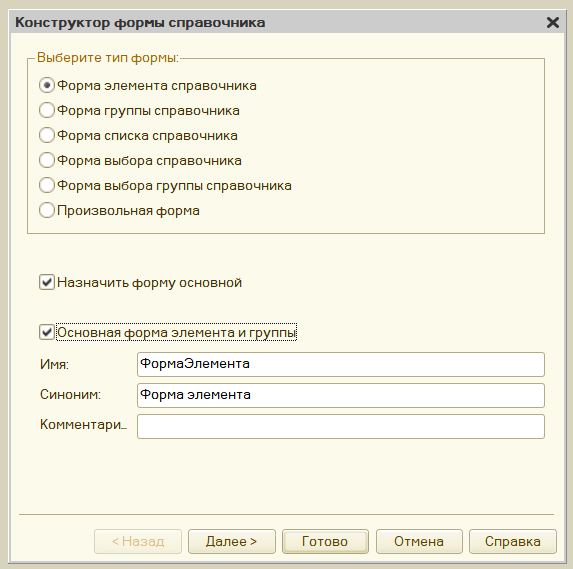 Конструктор формы справочника
Выберите тип формы:
Форма элемента справочника
Форма группы справочника
Форма списка справочника
Форма выбора справочника
Форма выбора группы справочника
Произвольная форма
Назначить форму основной
Основная форма элемента и группы
Имя: ФормаЭлемента
Синоним: Форма элемента
Комментари...
< Назад Далее > Готово Отмена Справка